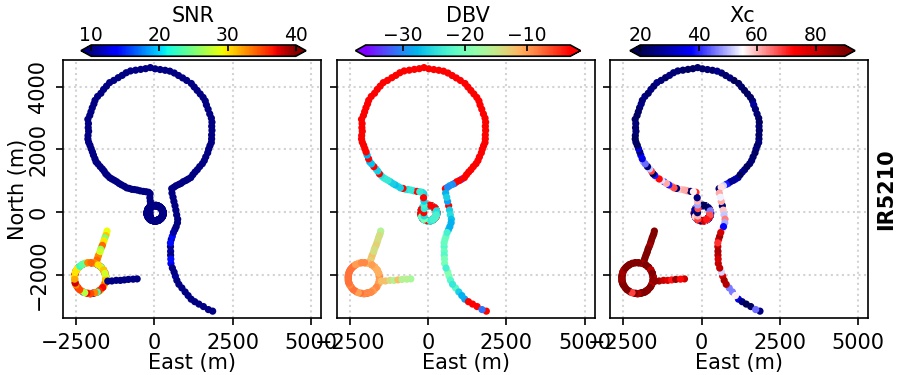 SNR DBV Xc
10 20 30 40 −30 −20 −10 20 40 60 80
4000
2000
0
−2000
North (m)
IR5210
−2500 0 2500 5000 −2500 0 2500 5000 −2500 0 2500 5000
East (m) East (m) East (m)